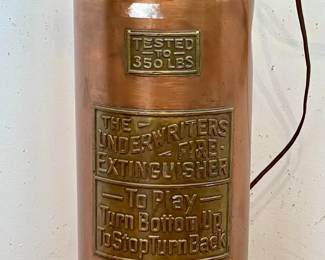 TESTED
—TO—
350 LBS
THE—
UNDERWRITERS
—FIRE—
EXTINGUISHER
—To Play—
Turn Bottom Up
To Stop Turn Back